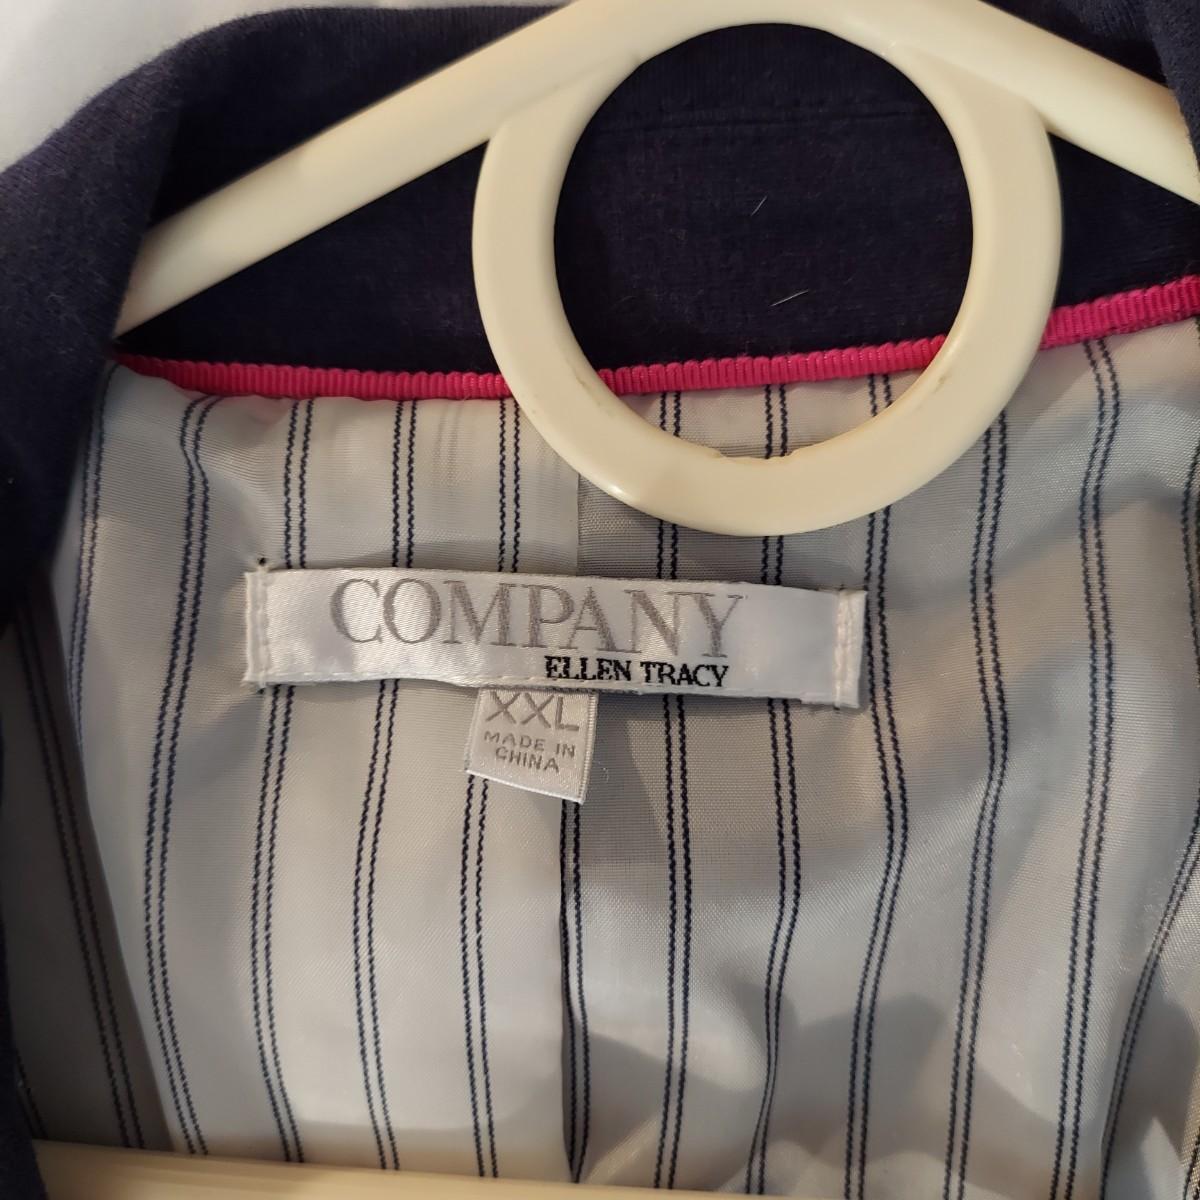 COMPANY
ELLEN TRACY
XXL
MADE IN
CHINA